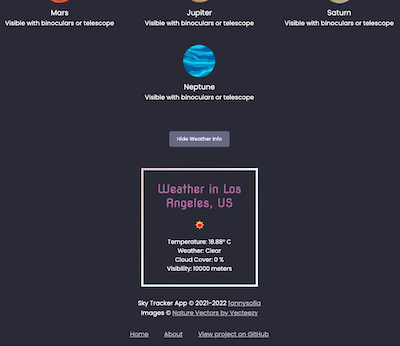 Mars
Visible with binoculars or telescope
Jupiter
Visible with binoculars or telescope
Saturn
Visible with binoculars or telescope
Neptune
Visible with binoculars or telescope
Hide Weather Info
Weather in Los
Angeles, US
Temperature: 18.88° C
Weather: Clear
Cloud Cover: 0 %
Visibility: 10000 meters
Sky Tracker App © 2021-2022 fannysofia
Images © Nature Vectors by Vecteezy
Home
About
View project on GitHub